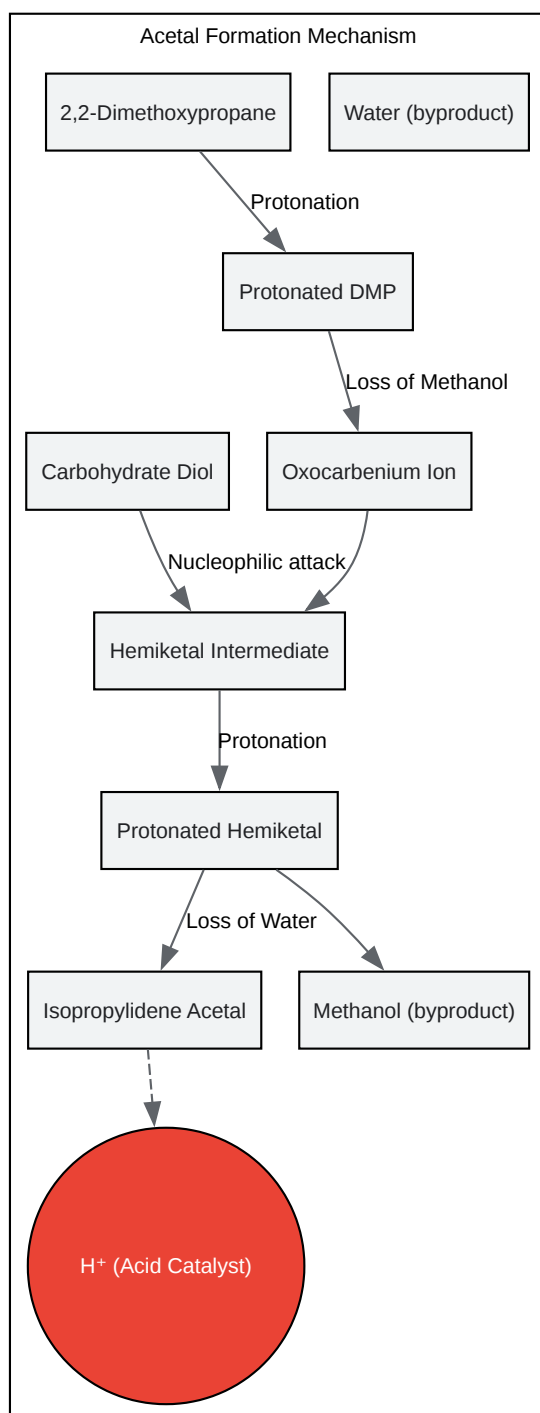 Acetal Formation Mechanism
2,2-Dimethoxypropane
Water (byproduct)
Protonation
Protonated DMP
Loss of Methanol
Carbohydrate Diol
Oxocarbenium Ion
Nucleophilic attack
Hemiketal Intermediate
Protonation
Protonated Hemiketal
Loss of Water
Isopropylidene Acetal
Methanol (byproduct)
H⁺ (Acid Catalyst)